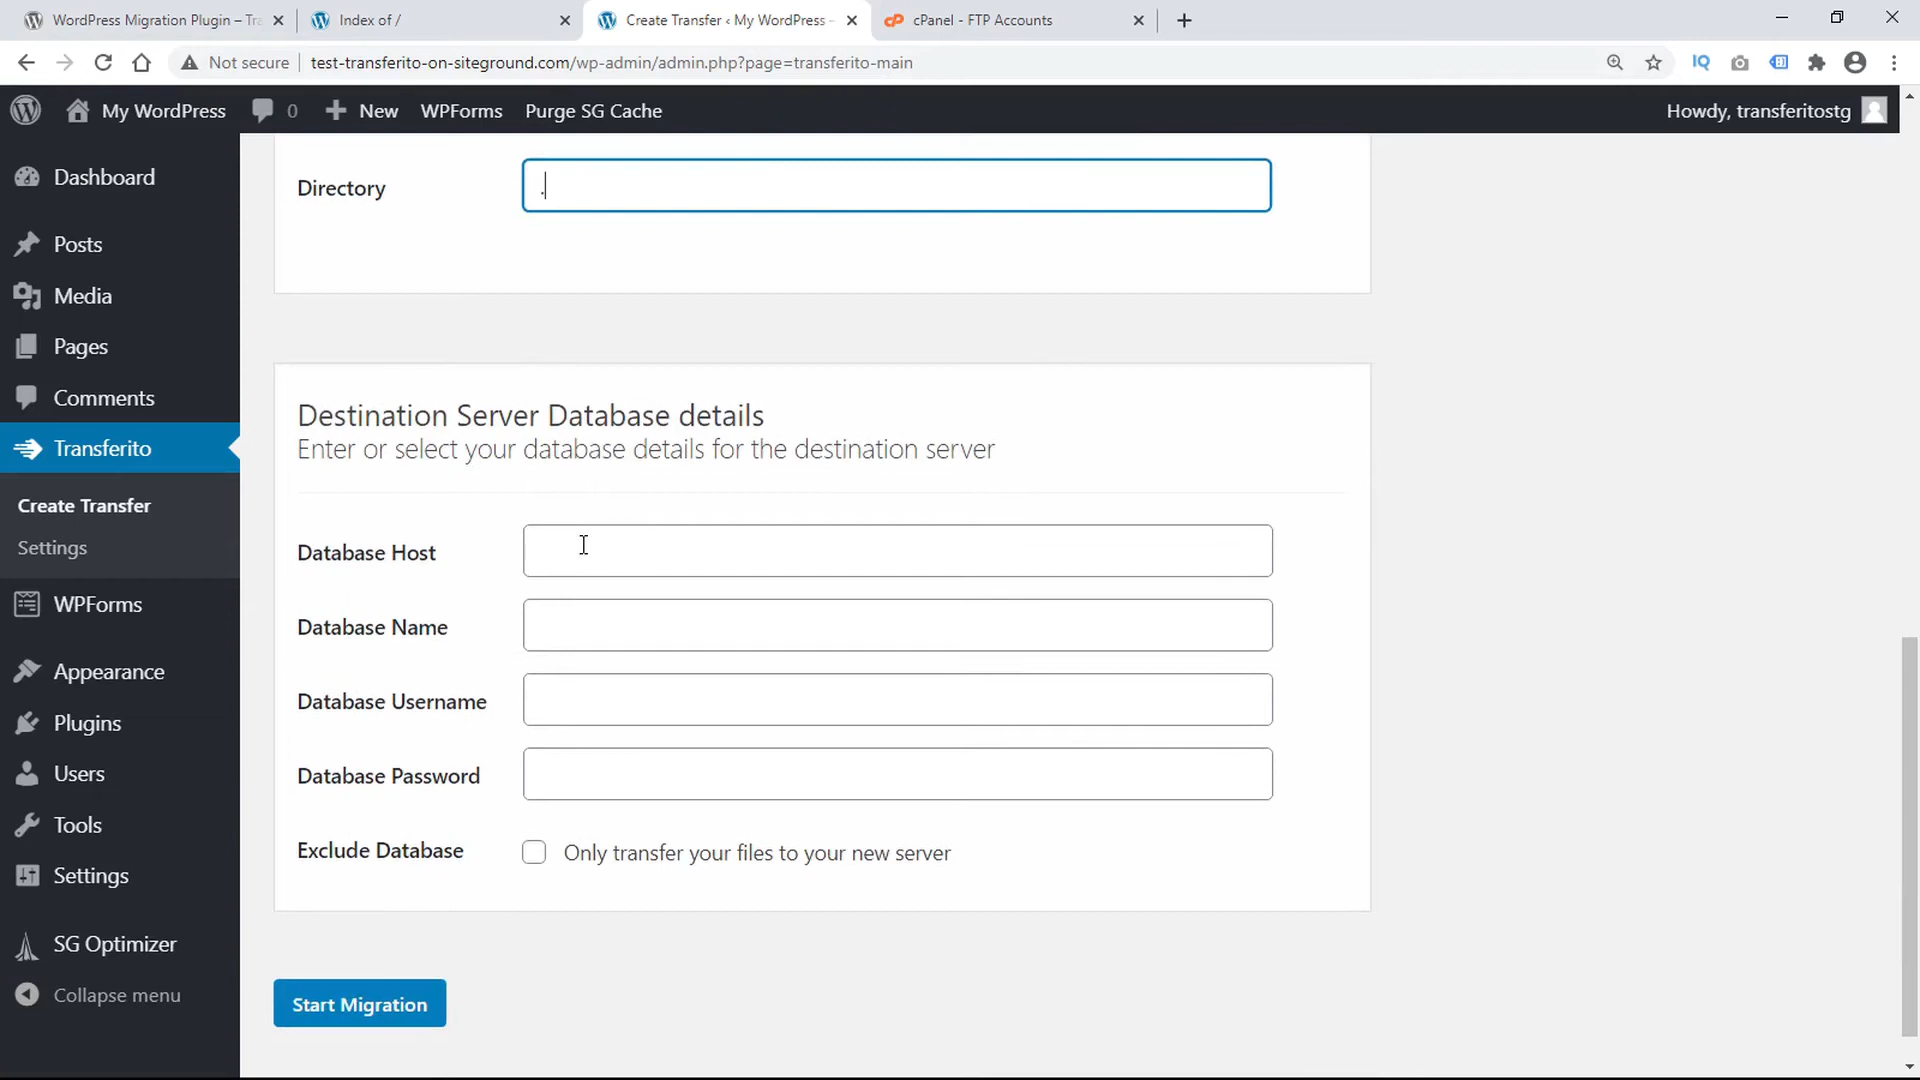 WordPress Migration Plugin – Tra
Index of /
Create Transfer ‹ My WordPress –
cPanel - FTP Accounts
Not secure
test-transferito-on-siteground.com/wp-admin/admin.php?page=transferito-main
IQ
My WordPress
0
New
WPForms
Purge SG Cache
Howdy, transferitostg
Dashboard
Posts
Media
Pages
Comments
Transferito
Create Transfer
Settings
WPForms
Appearance
Plugins
Users
Tools
Settings
SG Optimizer
Collapse menu
Directory
.
Destination Server Database details
Enter or select your database details for the destination server
Database Host
Database Name
Database Username
Database Password
Exclude Database
Only transfer your files to your new server
Start Migration